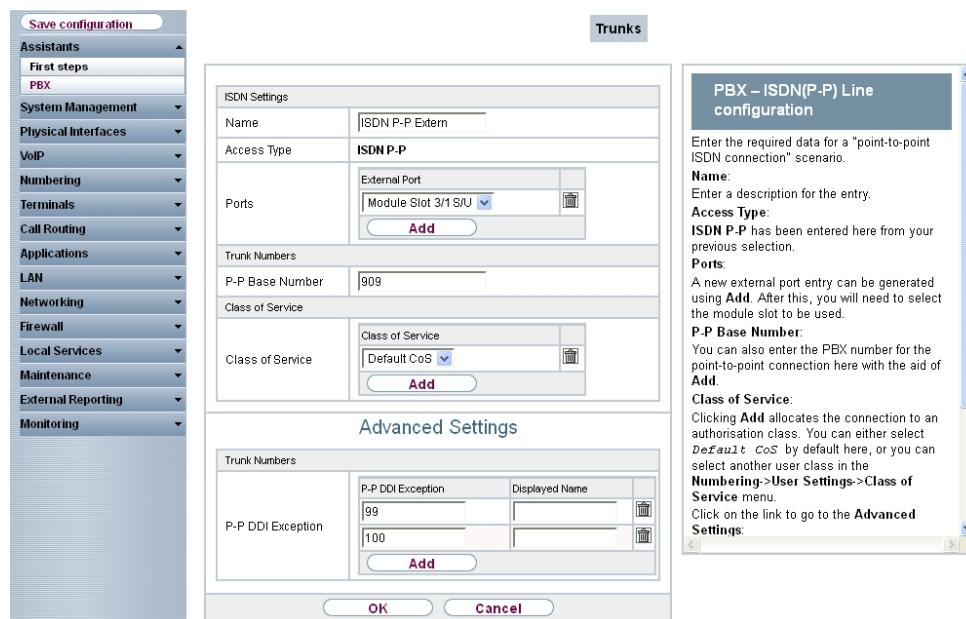 Save configuration
Assistants
First steps
PBX
System Management
Physical Interfaces
VoIP
Numbering
Terminals
Call Routing
Applications
LAN
Networking
Firewall
Local Services
Maintenance
External Reporting
Monitoring
Trunks
ISDN Settings
Name ISDN P-P Extern
Access Type ISDN P-P
Ports
External Port
Module Slot 3/1 S/U
Add
Trunk Numbers
P-P Base Number 909
Class of Service
Class of Service
Class of Service
Default CoS
Add
Advanced Settings
Trunk Numbers
P-P DDI Exception
P-P DDI Exception Displayed Name
99
100
Add
OK Cancel
PBX – ISDN(P-P) Line
configuration
Enter the required data for a "point-to-point
ISDN connection" scenario.
Name:
Enter a description for the entry.
Access Type:
ISDN P-P has been entered here from your
previous selection.
Ports:
A new external port entry can be generated
using Add. After this, you will need to select
the module slot to be used.
P-P Base Number:
You can also enter the PBX number for the
point-to-point connection here with the aid of
Add.
Class of Service:
Clicking Add allocates the connection to an
authorisation class. You can either select
Default CoS by default here, or you can
select another user class in the
Numbering->User Settings->Class of
Service menu.
Click on the link to go to the Advanced
Settings: